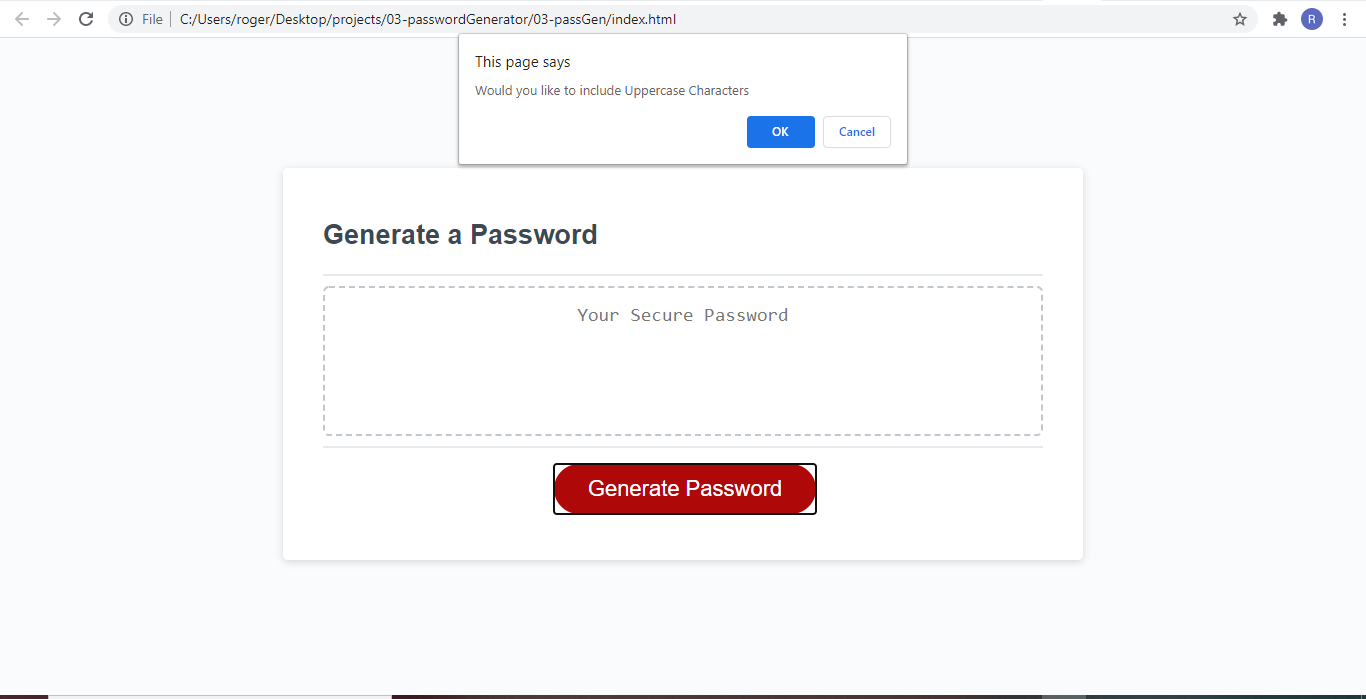 File C:/Users/roger/Desktop/projects/03-passwordGenerator/03-passGen/index.html R
This page says
Would you like to include Uppercase Characters
OK Cancel
Generate a Password
Your Secure Password
Generate Password